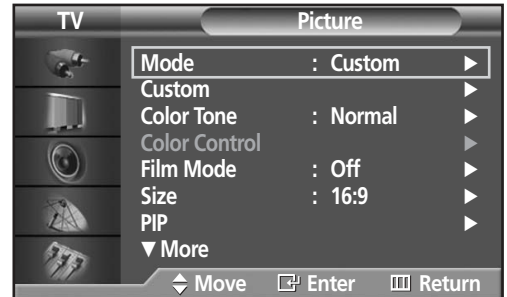 TV Picture
Mode : Custom ▶
Custom ▶
Color Tone : Normal ▶
Color Control ▶
Film Mode : Off ▶
Size : 16:9 ▶
PIP ▶
▼More
Move Enter Return